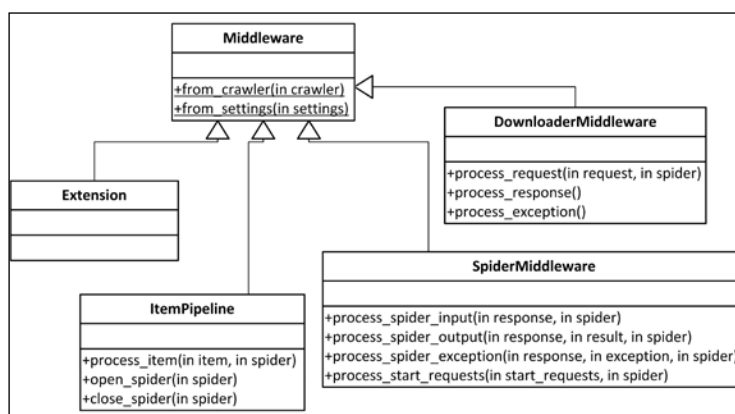 Middleware
+from_crawler(in crawler)
+from_settings(in settings)
DownloaderMiddleware
+process_request(in request, in spider)
+process_response()
+process_exception()
Extension
SpiderMiddleware
+process_spider_input(in response, in spider)
+process_spider_output(in response, in result, in spider)
+process_spider_exception(in response, in exception, in spider)
+process_start_requests(in start_requests, in spider)
ItemPipeline
+process_item(in item, in spider)
+open_spider(in spider)
+close_spider(in spider)